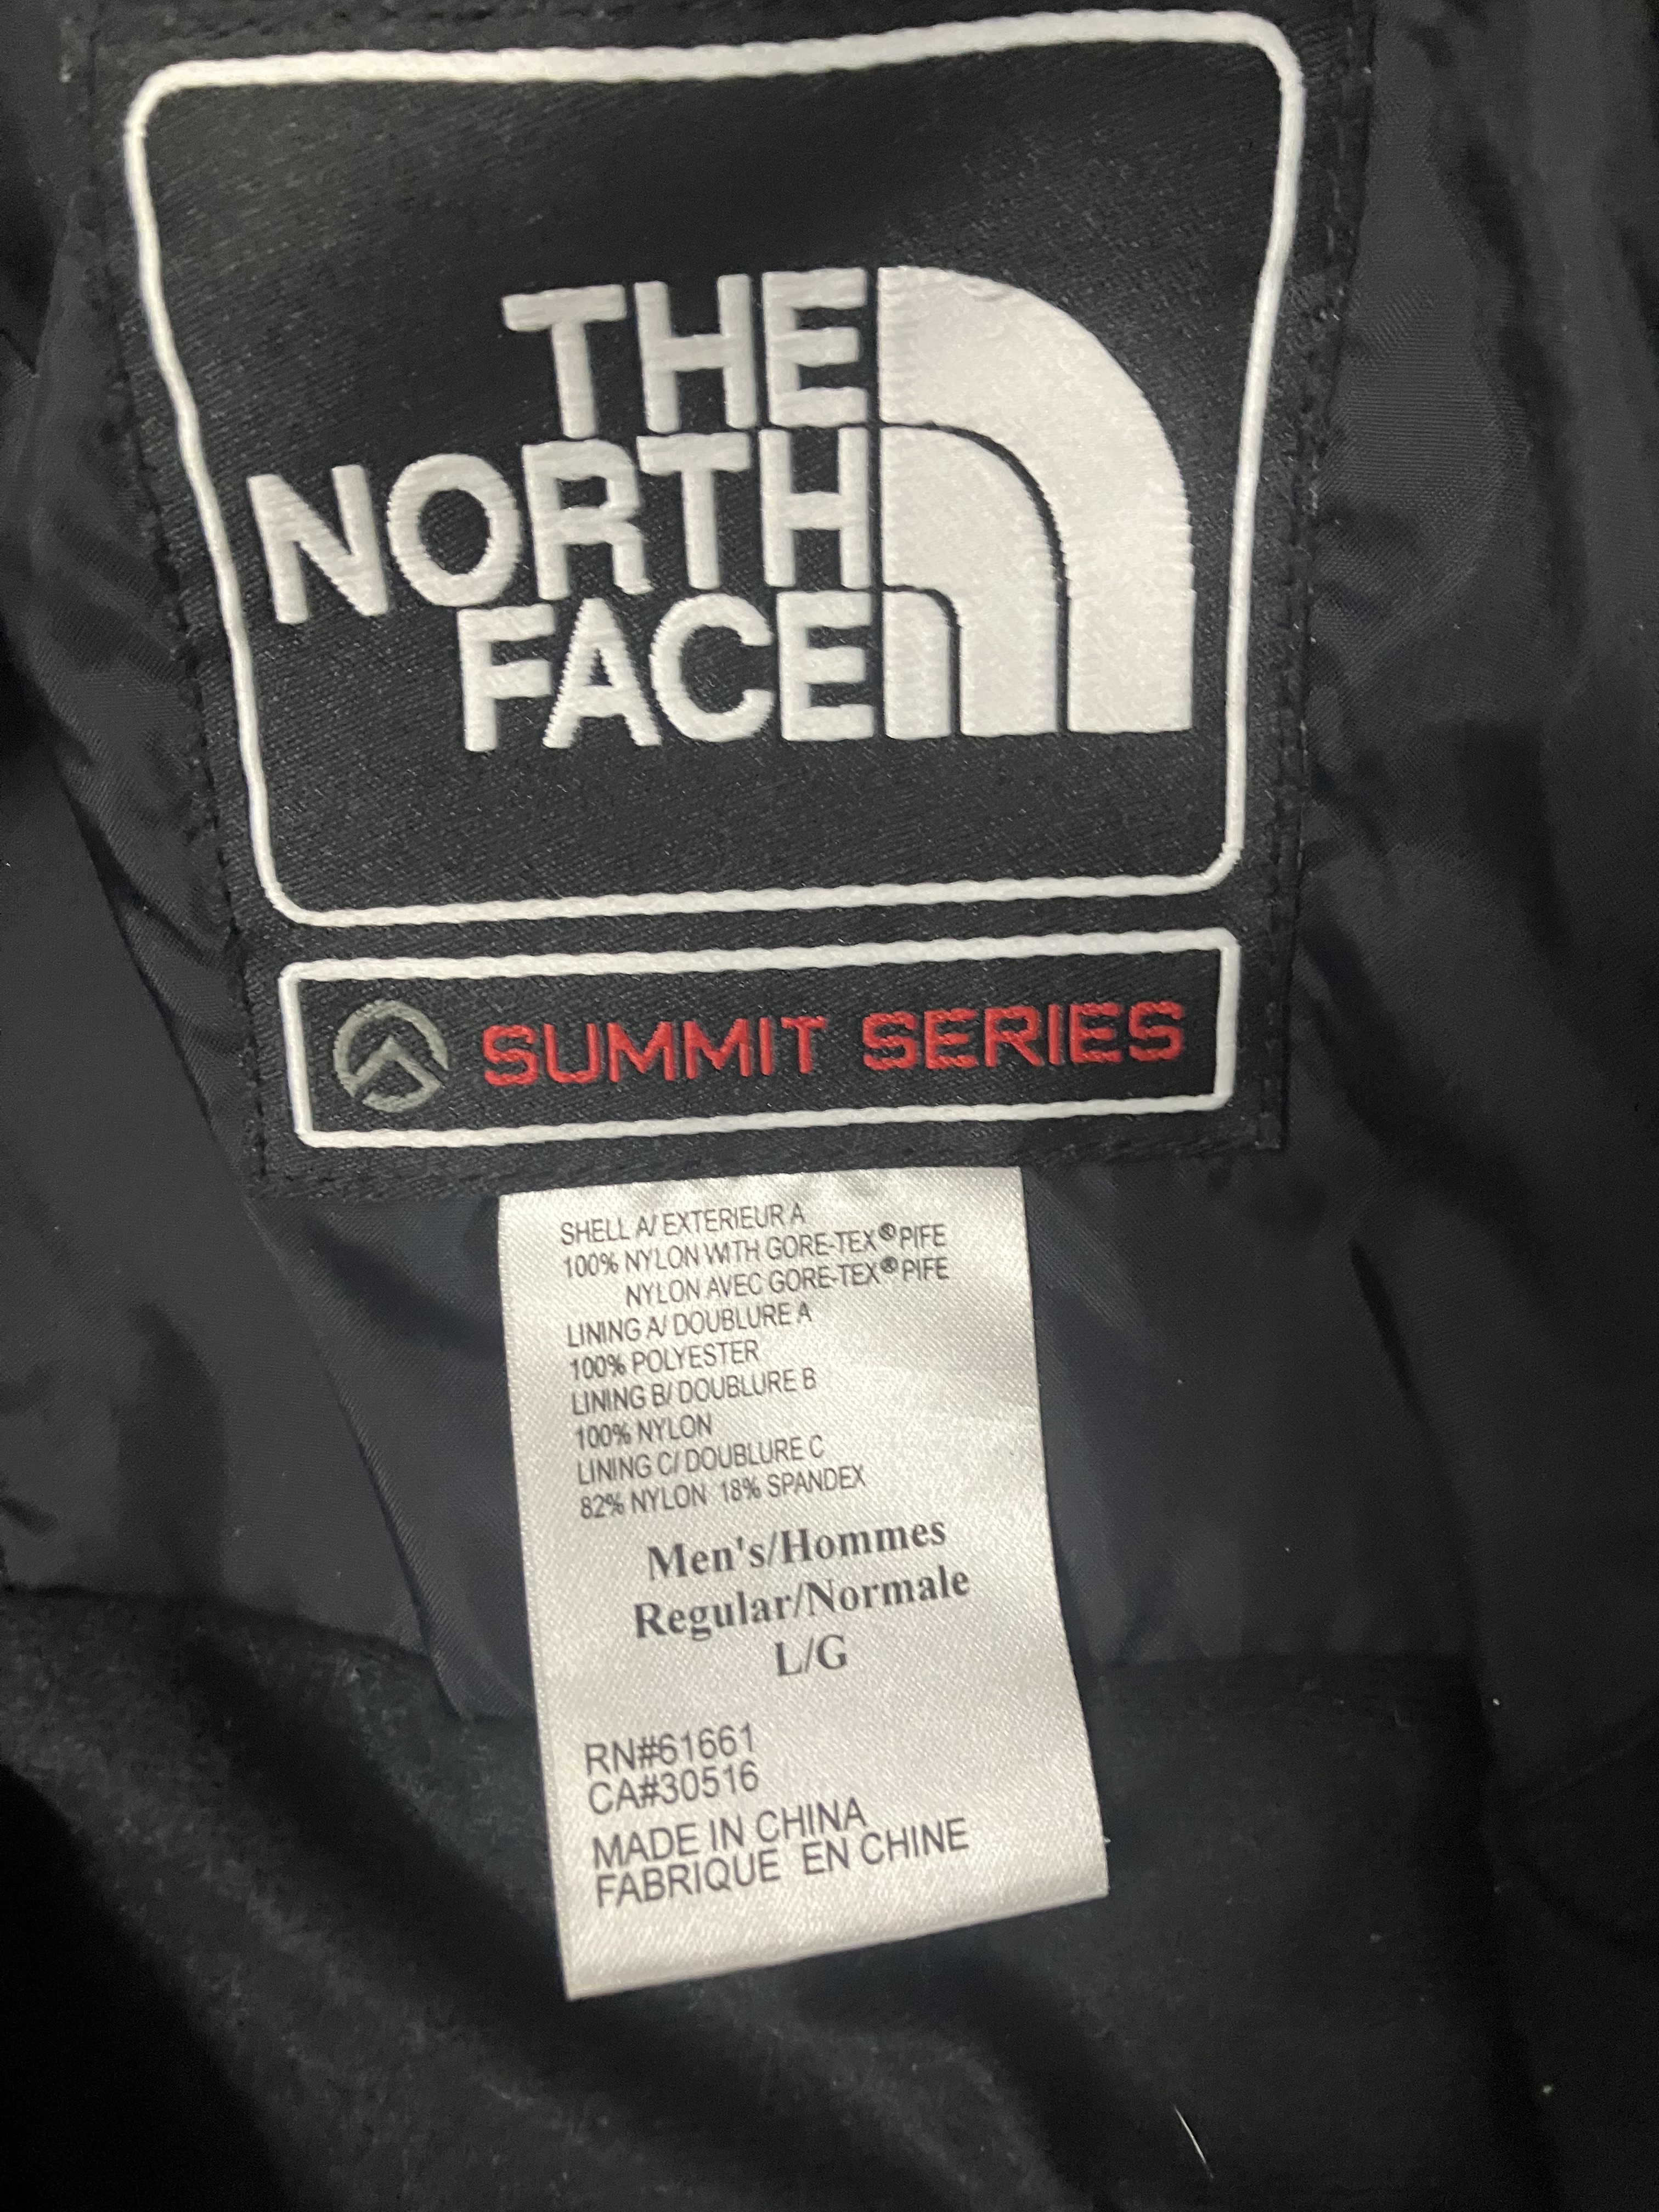 THE
NORTH
FACE
SUMMIT SERIES
SHELL A/ EXTERIEUR A
100% NYLON WITH GORE-TEX® PIFE
NYLON AVEC GORE-TEX® PIFE
LINING A/ DOUBLURE A
100% POLYESTER
LINING B/ DOUBLURE B
100% NYLON
LINING C/ DOUBLURE C
82% NYLON 18% SPANDEX
Men's/Hommes
Regular/Normale
L/G
RN#61661
CA#30516
MADE IN CHINA
FABRIQUE EN CHINE